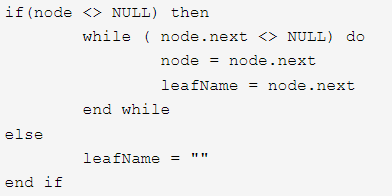 if(node <> NULL) then
        while ( node.next <> NULL) do
                node = node.next
                leafName = node.next
        end while
else
        leafName = ""
end if